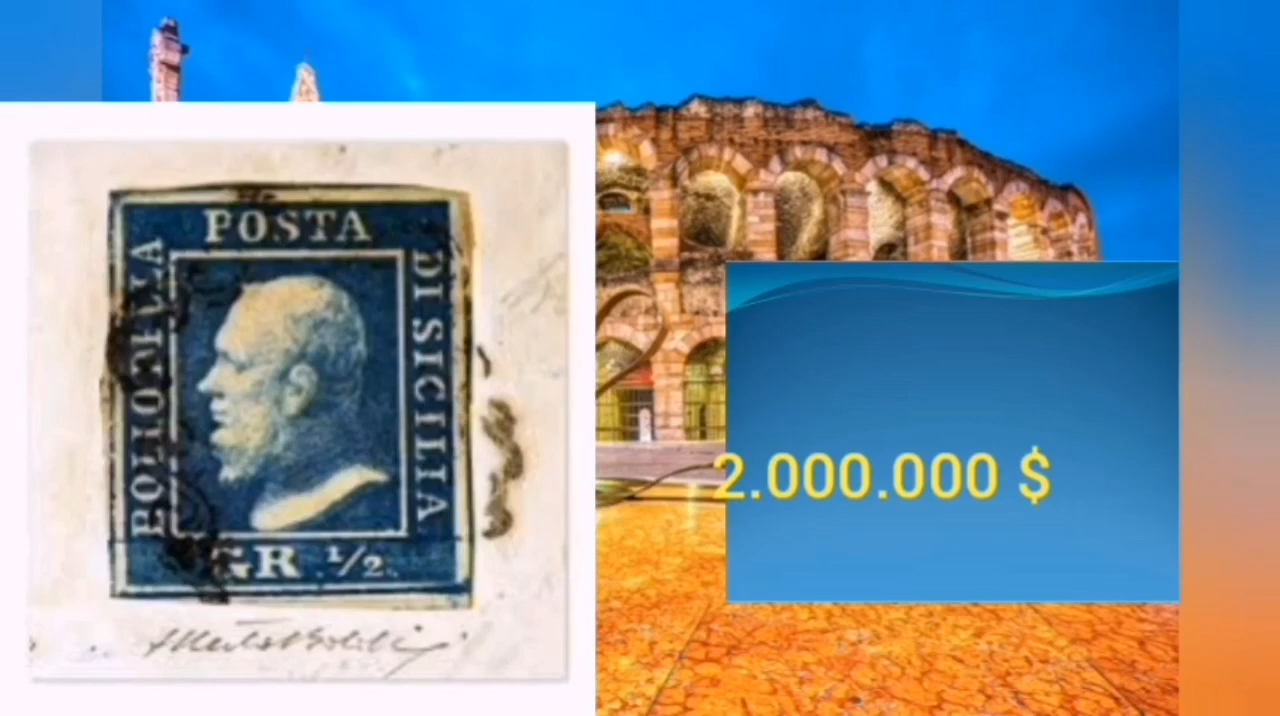 POSTA
BOLLO DELLA
DI SICILIA
GR. ½.
2.000.000 $